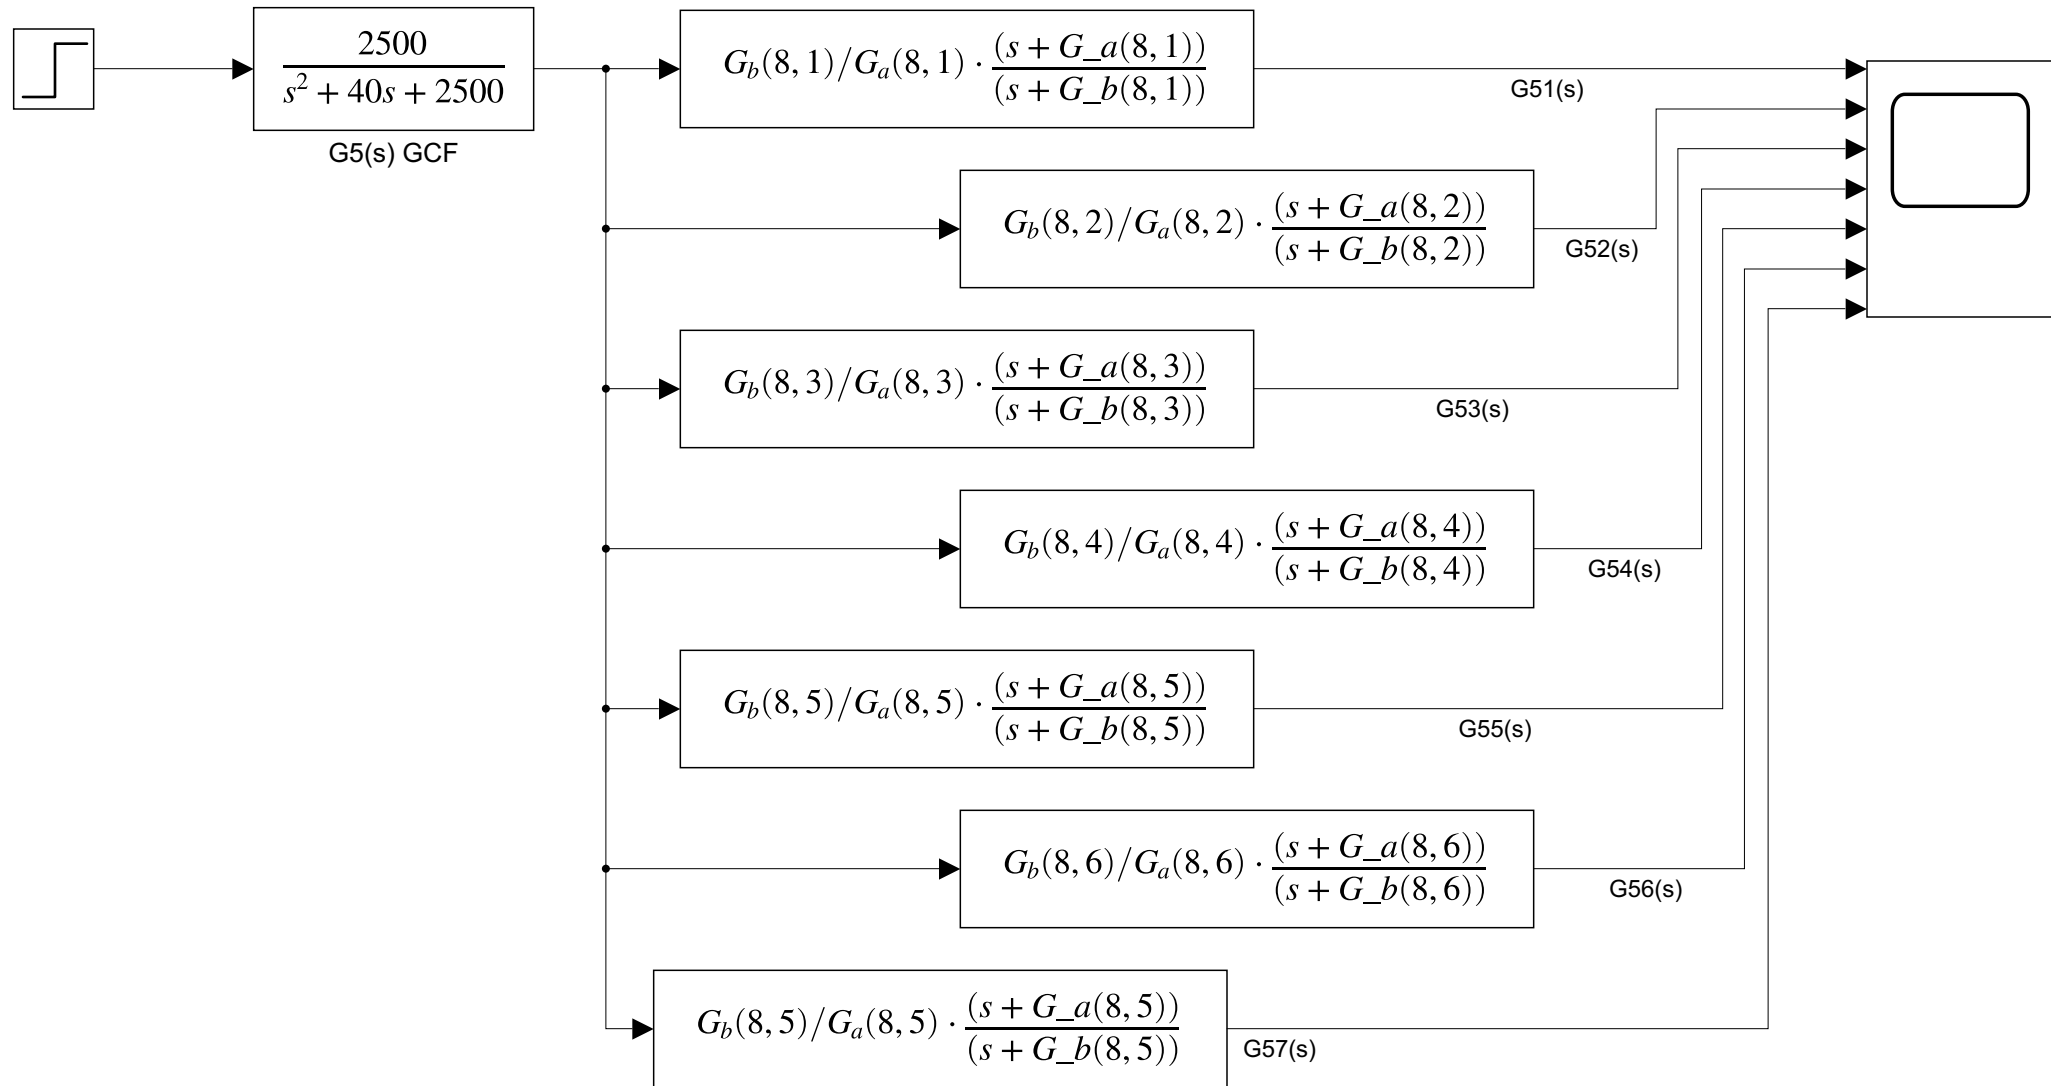 2500
s² + 40s + 2500
G5(s) GCF
G_b(8, 1)/G_a(8, 1) · (s + G_a(8, 1))
(s + G_b(8, 1))
G51(s)
G_b(8, 2)/G_a(8, 2) · (s + G_a(8, 2))
(s + G_b(8, 2))
G52(s)
G_b(8, 3)/G_a(8, 3) · (s + G_a(8, 3))
(s + G_b(8, 3))
G53(s)
G_b(8, 4)/G_a(8, 4) · (s + G_a(8, 4))
(s + G_b(8, 4))
G54(s)
G_b(8, 5)/G_a(8, 5) · (s + G_a(8, 5))
(s + G_b(8, 5))
G55(s)
G_b(8, 6)/G_a(8, 6) · (s + G_a(8, 6))
(s + G_b(8, 6))
G56(s)
G_b(8, 5)/G_a(8, 5) · (s + G_a(8, 5))
(s + G_b(8, 5))
G57(s)